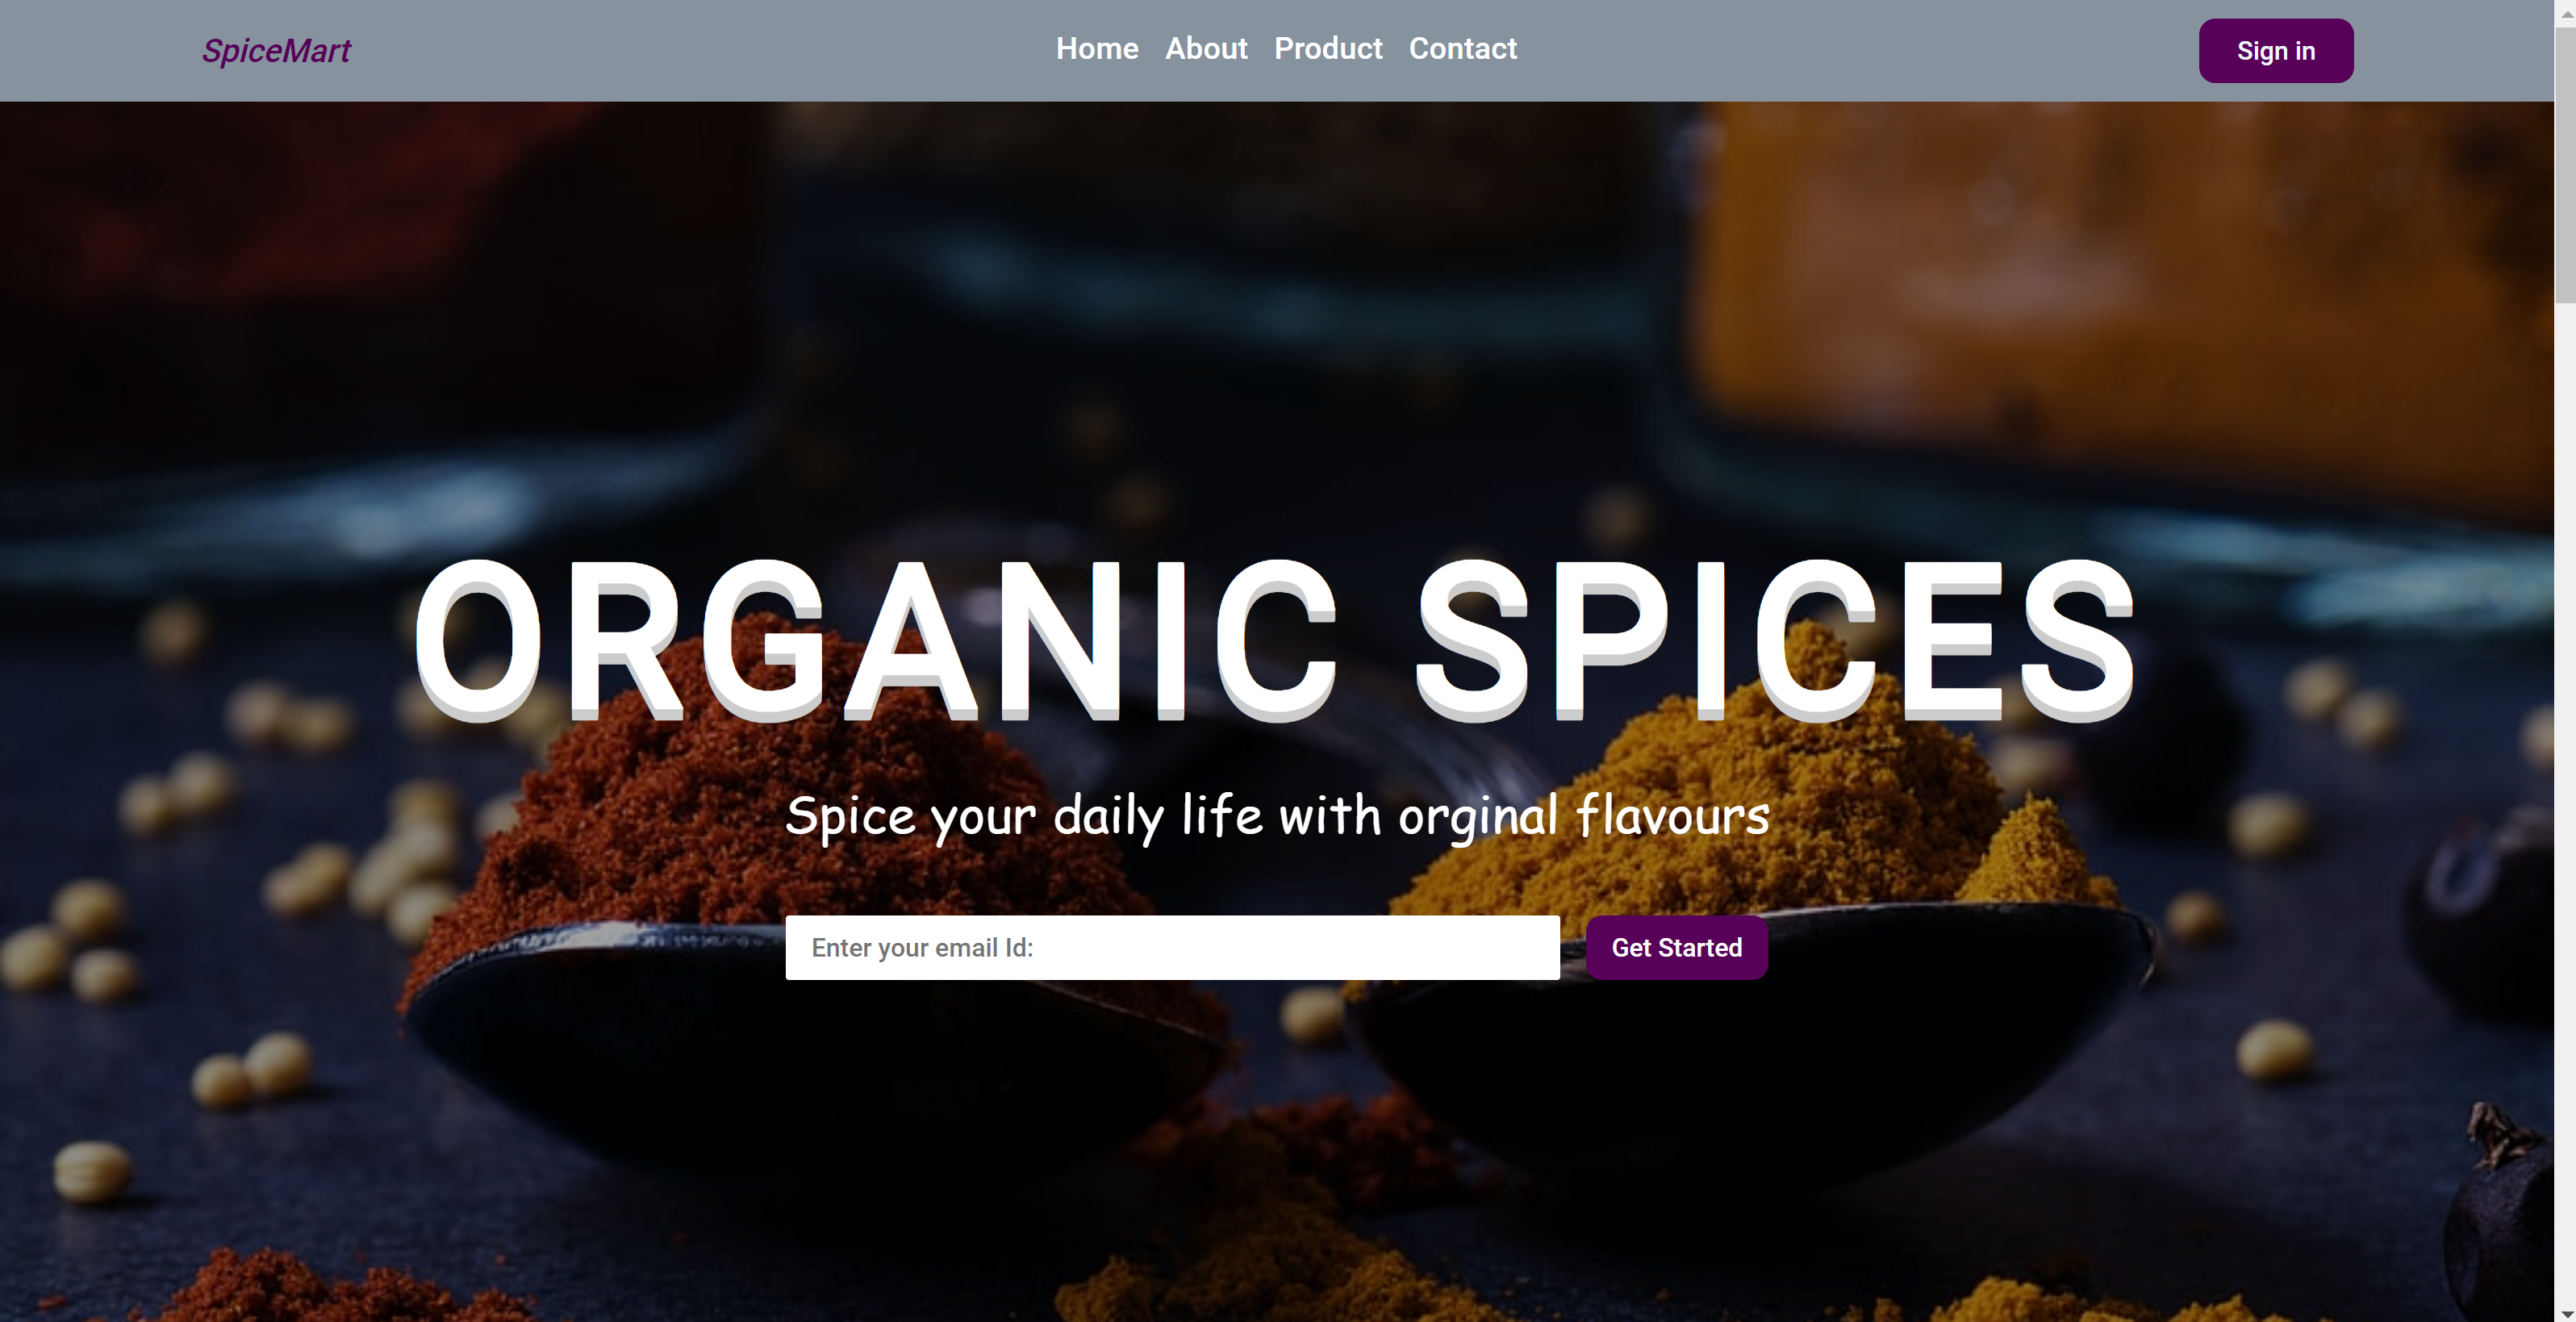 SpiceMart
Home About Product Contact
Sign in
ORGANIC SPICES
Spice your daily life with orginal flavours
Enter your email Id:
Get Started